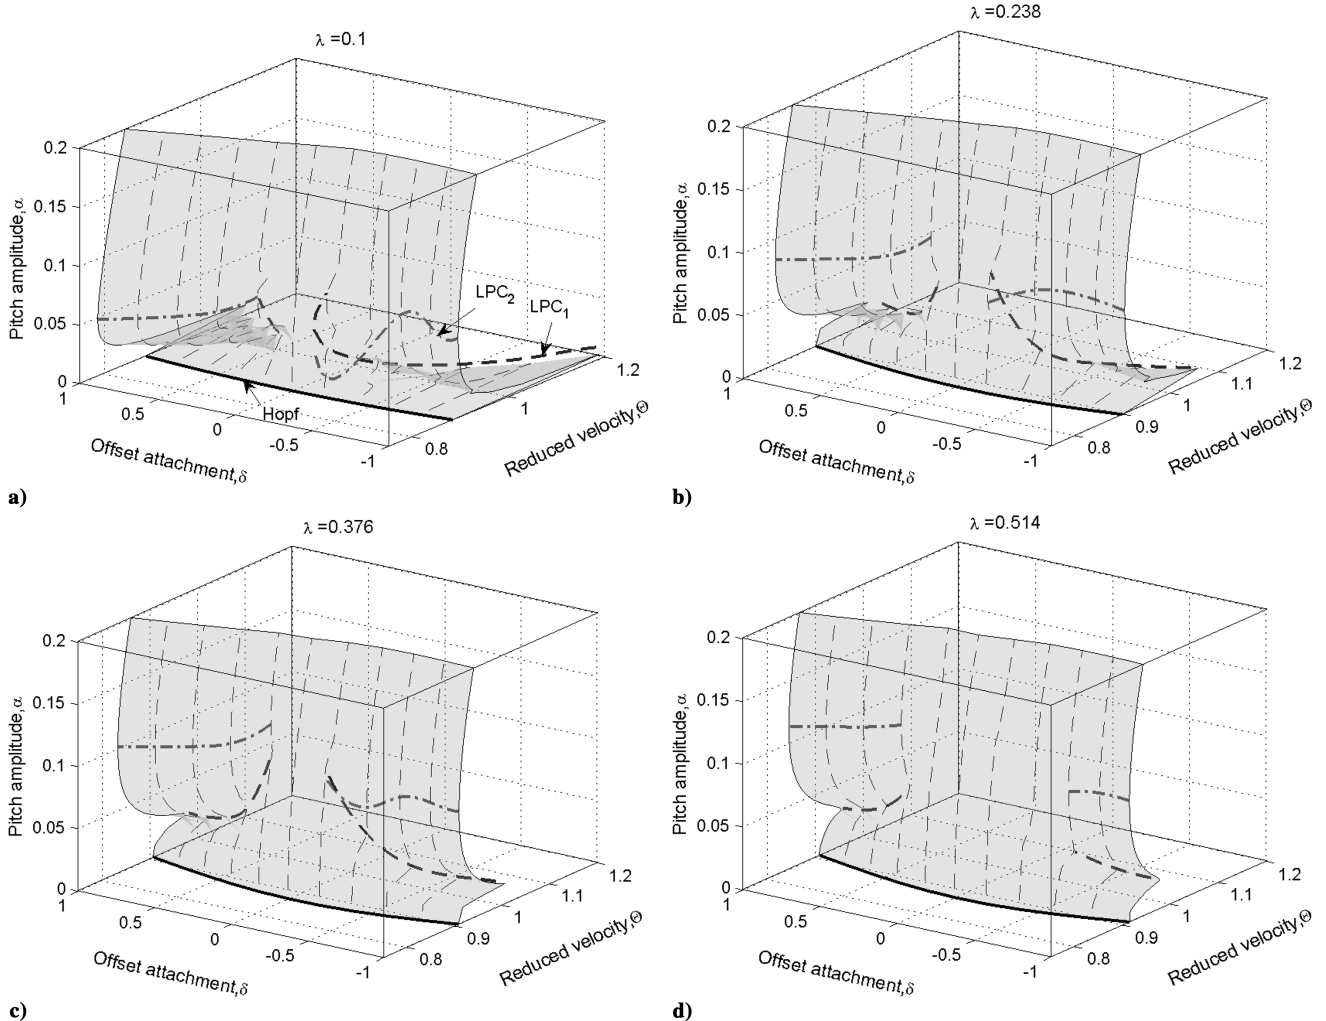 λ =0.1
0.2
0.15
0.1
0.05
0
Pitch amplitude,α
1
0.5
0
-0.5
-1
Offset attachment,δ
0.8
1
1.2
Reduced velocity,Θ
LPC2
LPC1
Hopf
a)
λ =0.238
0.2
0.15
0.1
0.05
0
Pitch amplitude,α
1
0.5
0
-0.5
-1
Offset attachment,δ
0.8
0.9
1
1.1
1.2
Reduced velocity,Θ
b)
λ =0.376
0.2
0.15
0.1
0.05
0
Pitch amplitude,α
1
0.5
0
-0.5
-1
Offset attachment,δ
0.8
0.9
1
1.1
1.2
Reduced velocity,Θ
c)
λ =0.514
0.2
0.15
0.1
0.05
0
Pitch amplitude,α
1
0.5
0
-0.5
-1
Offset attachment,δ
0.8
0.9
1
1.1
1.2
Reduced velocity,Θ
d)